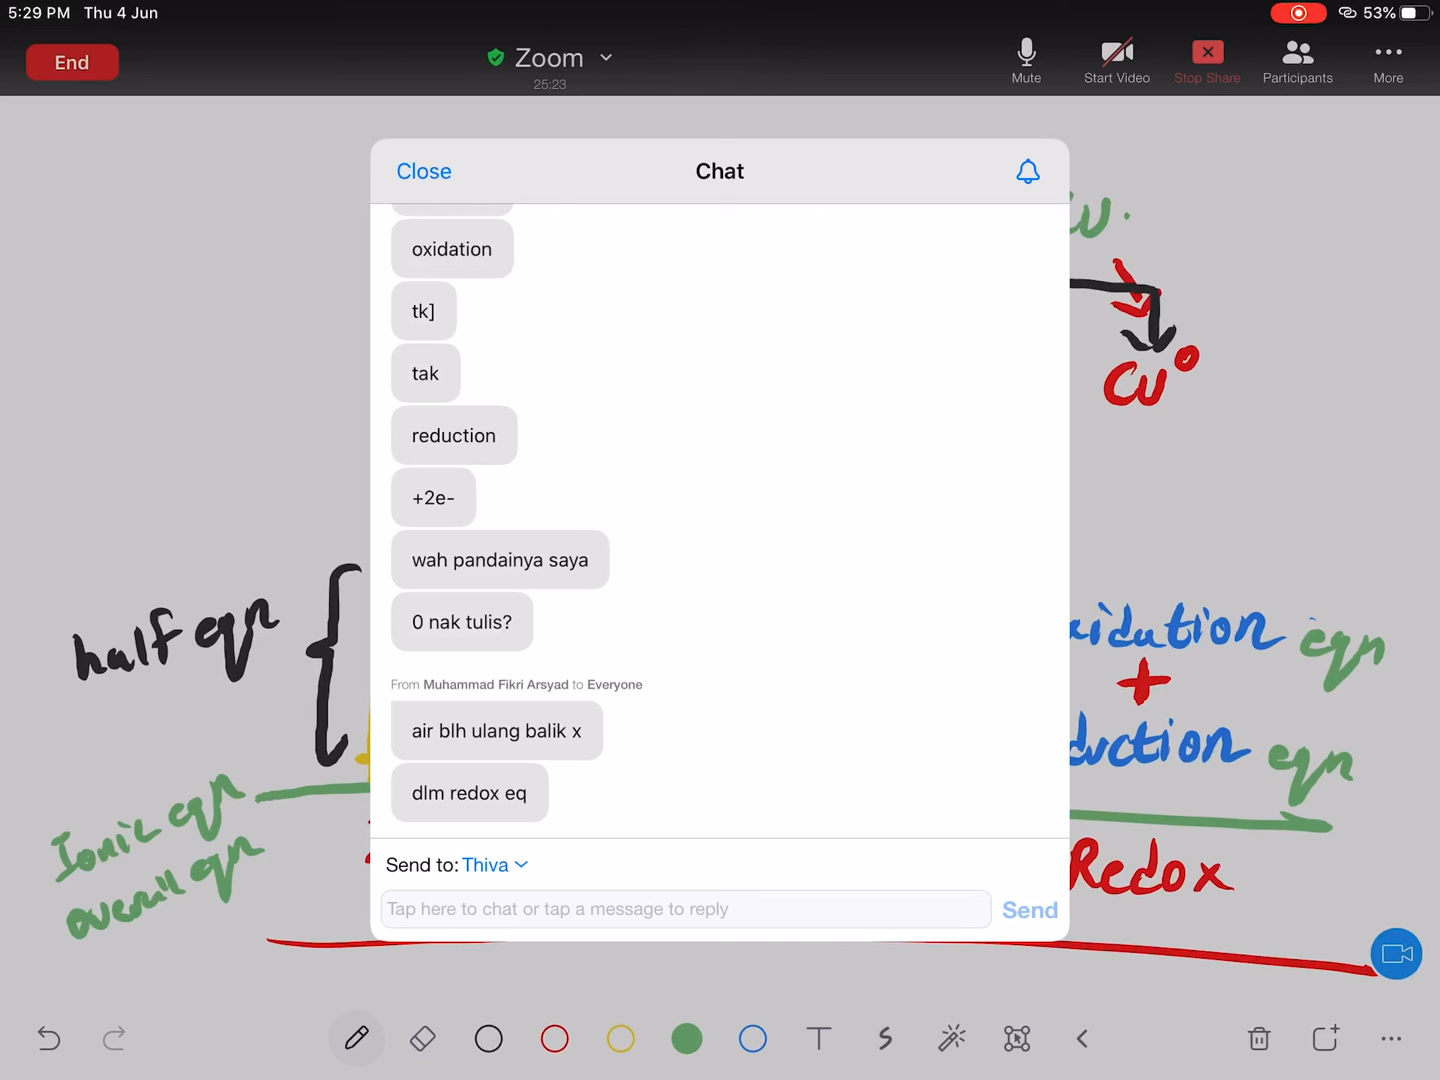 5:29 PM Thu 4 Jun
53%
End
Zoom
25:23
Mute
Start Video
Stop Share
Participants
More
Close
Chat
oxidation
tk]
tak
reduction
+2e-
wah pandainya saya
0 nak tulis?
From Muhammad Fikri Arsyad to Everyone
air blh ulang balik x
dlm redox eq
Send to: Thiva
Tap here to chat or tap a message to reply
Send
Cu
half eqn
eqn
+
eqn
Ionic eqn
overall eqn
Redox
T